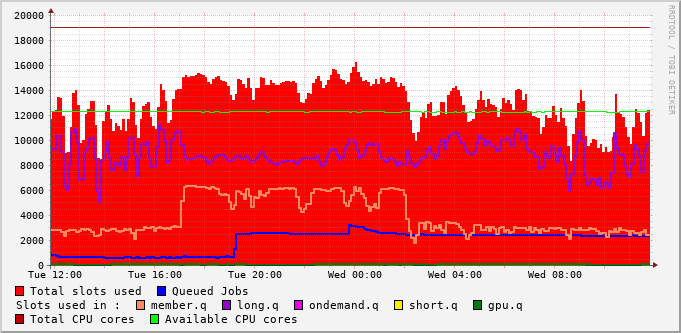 20000
18000
16000
14000
12000
10000
8000
6000
4000
2000
0
Tue 12:00 Tue 16:00 Tue 20:00 Wed 00:00 Wed 04:00 Wed 08:00
Total slots used Queued Jobs
Slots used in : member.q long.q ondemand.q short.q gpu.q
Total CPU cores Available CPU cores
RRDTOOL / TOBI OETIKER